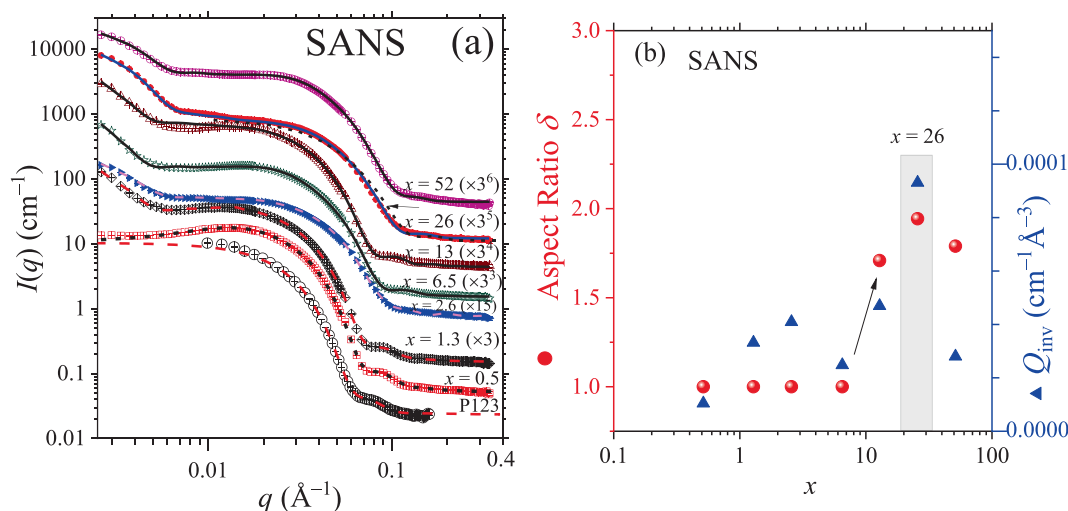 SANS
(a)
10000
1000
100
10
1
0.1
0.01
I(q) (cm⁻¹)
x = 52 (×3⁶)
x = 26 (×3⁵)
x = 13 (×3⁴)
x = 6.5 (×3³)
x = 2.6 (×15)
x = 1.3 (×3)
x = 0.5
P123
0.01
0.1
0.4
q (Å⁻¹)
(b)
SANS
3.0
2.5
2.0
1.5
1.0
Aspect Ratio δ
x = 26
0.0001
0.0000
Q_inv (cm⁻¹Å⁻³)
0.1
1
10
100
x